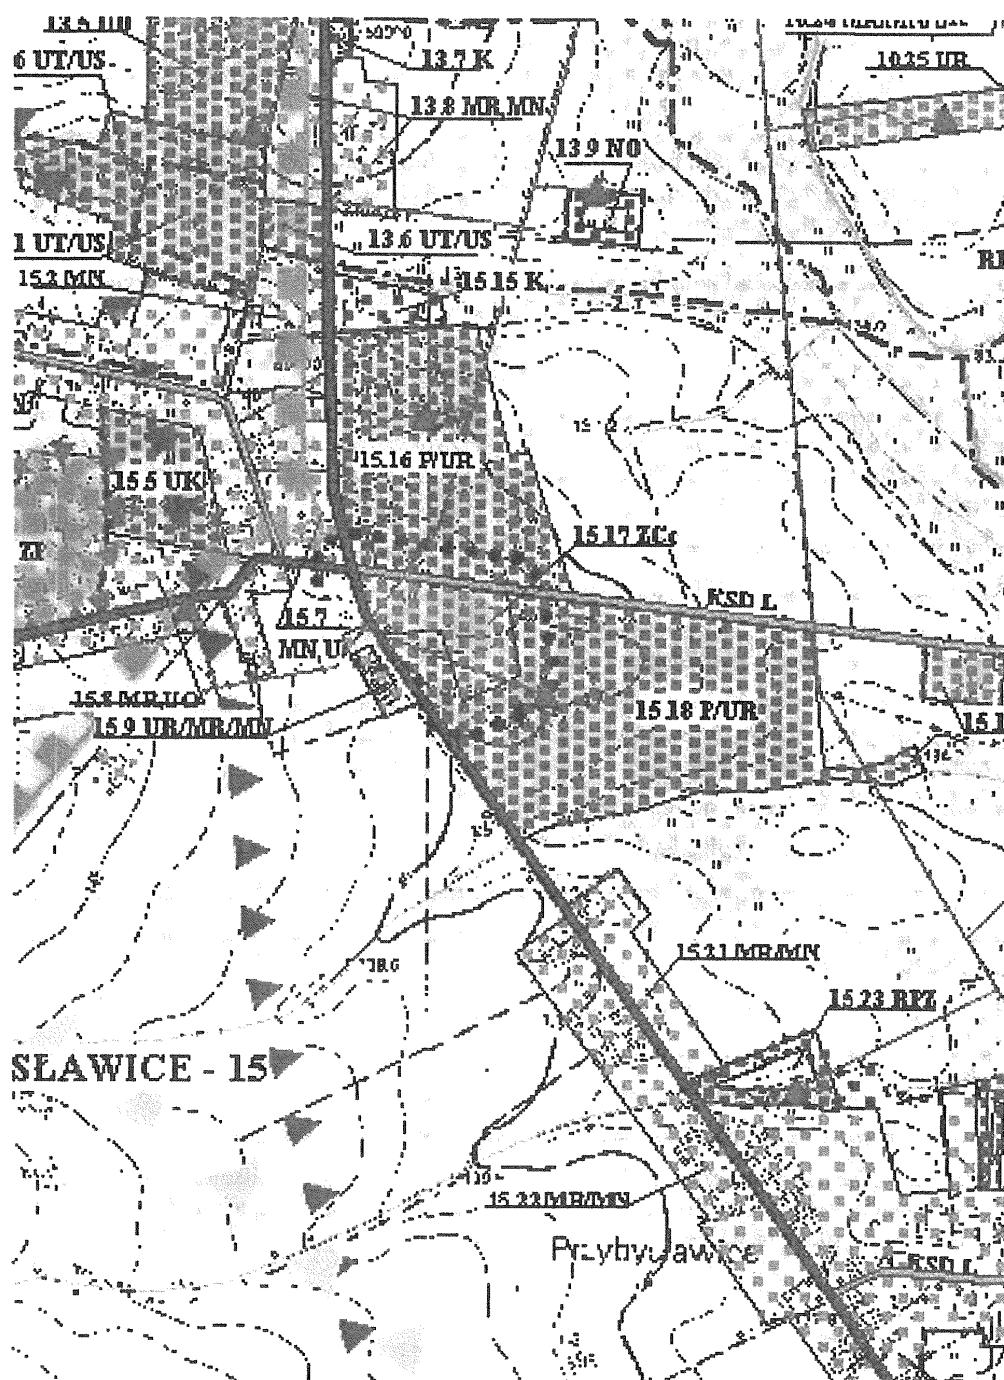 6 UT/US
13.7 K
10.25 UR
13.8 MR,MN
13.9 NO
1 UT/US
13.6 UT/US
15.2 MN
15.15 K
15.16 P/UR
15.5 UK
15.17 ZCc
ZP
KSD L
15.7
MN,U
15.8 MR,UO
15.9 UR/MR/MN
15.18 P/UR
15.21 MR/MN
15.23 RPZ
SŁAWICE - 15
15.22 MR/MN
Przybysławice
KSD L